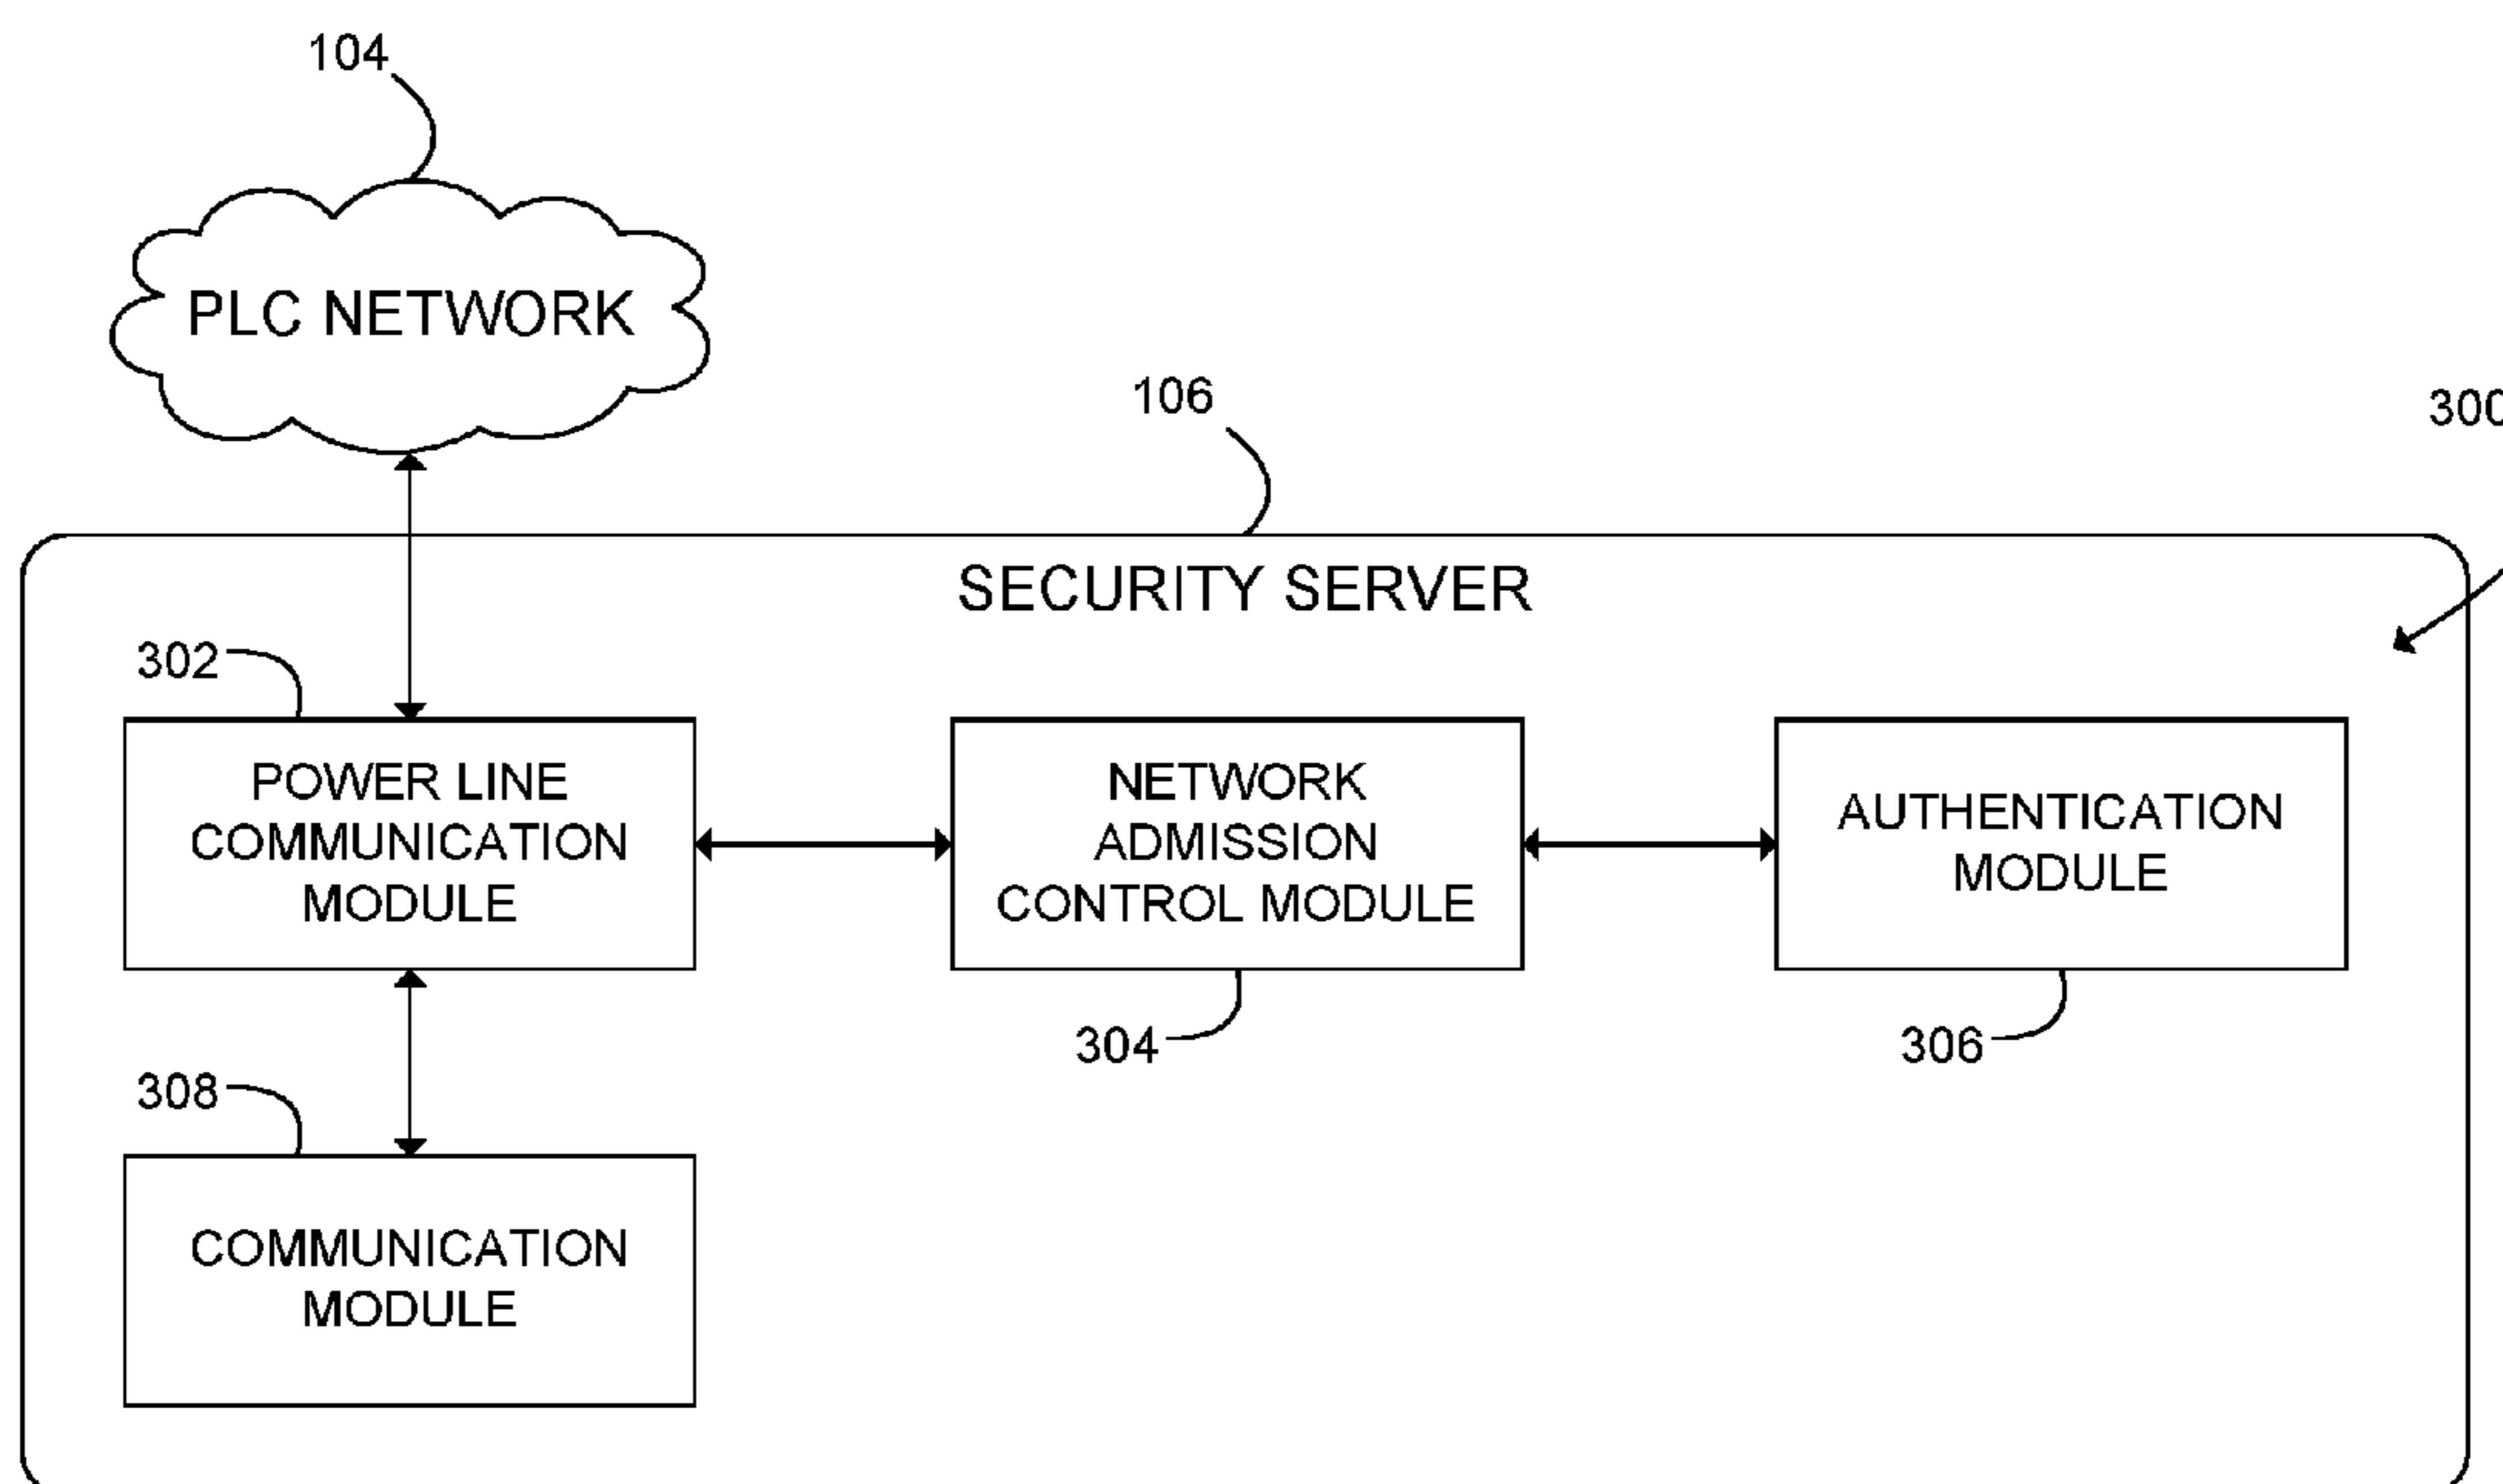 104
PLC NETWORK
106
300
SECURITY SERVER
302
POWER LINE
COMMUNICATION
MODULE
NETWORK
ADMISSION
CONTROL MODULE
AUTHENTICATION
MODULE
304
306
308
COMMUNICATION
MODULE